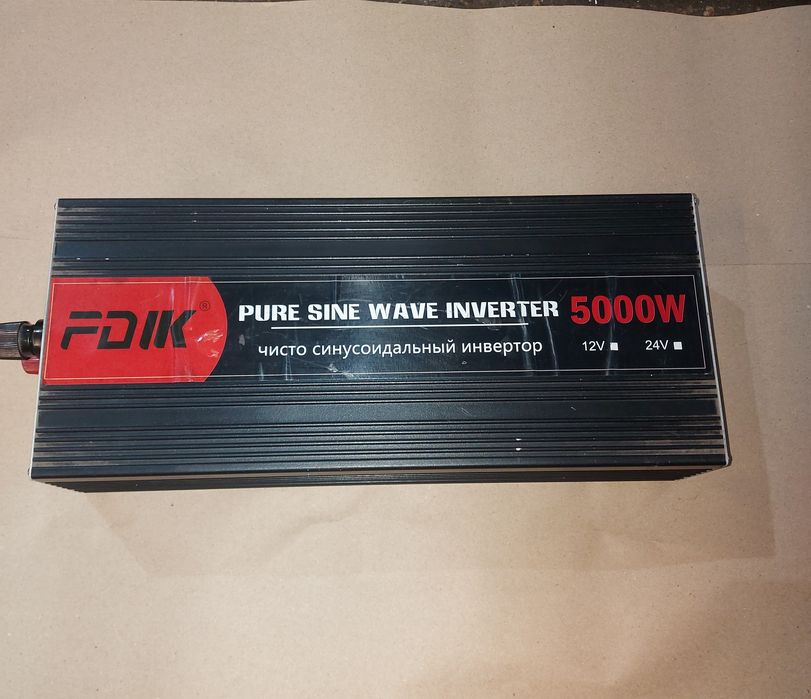 FDIK®
PURE SINE WAVE INVERTER 5000W
чисто синусоидальный инвертор 12V 24V